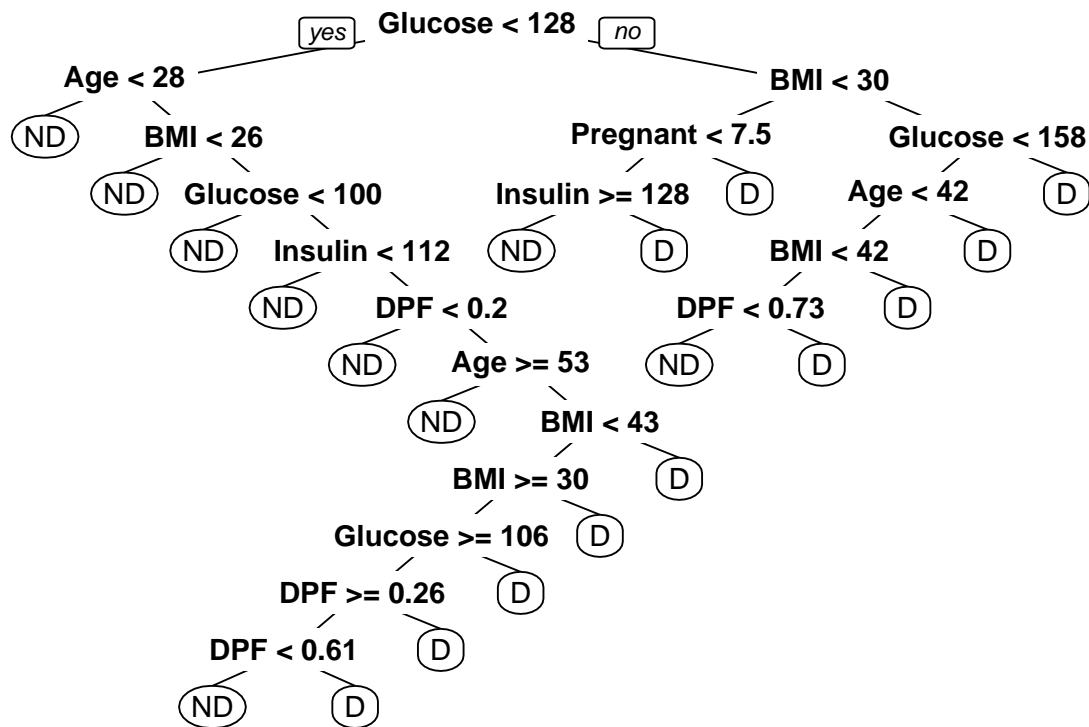 yes Glucose < 128 no
Age < 28 BMI < 30
ND BMI < 26 Pregnant < 7.5 Glucose < 158
ND Glucose < 100 Insulin >= 128 D Age < 42 D
ND Insulin < 112 ND D BMI < 42 D
ND DPF < 0.2 DPF < 0.73 D
ND Age >= 53 ND D
ND BMI < 43
BMI >= 30 D
Glucose >= 106 D
DPF >= 0.26 D
DPF < 0.61 D
ND D